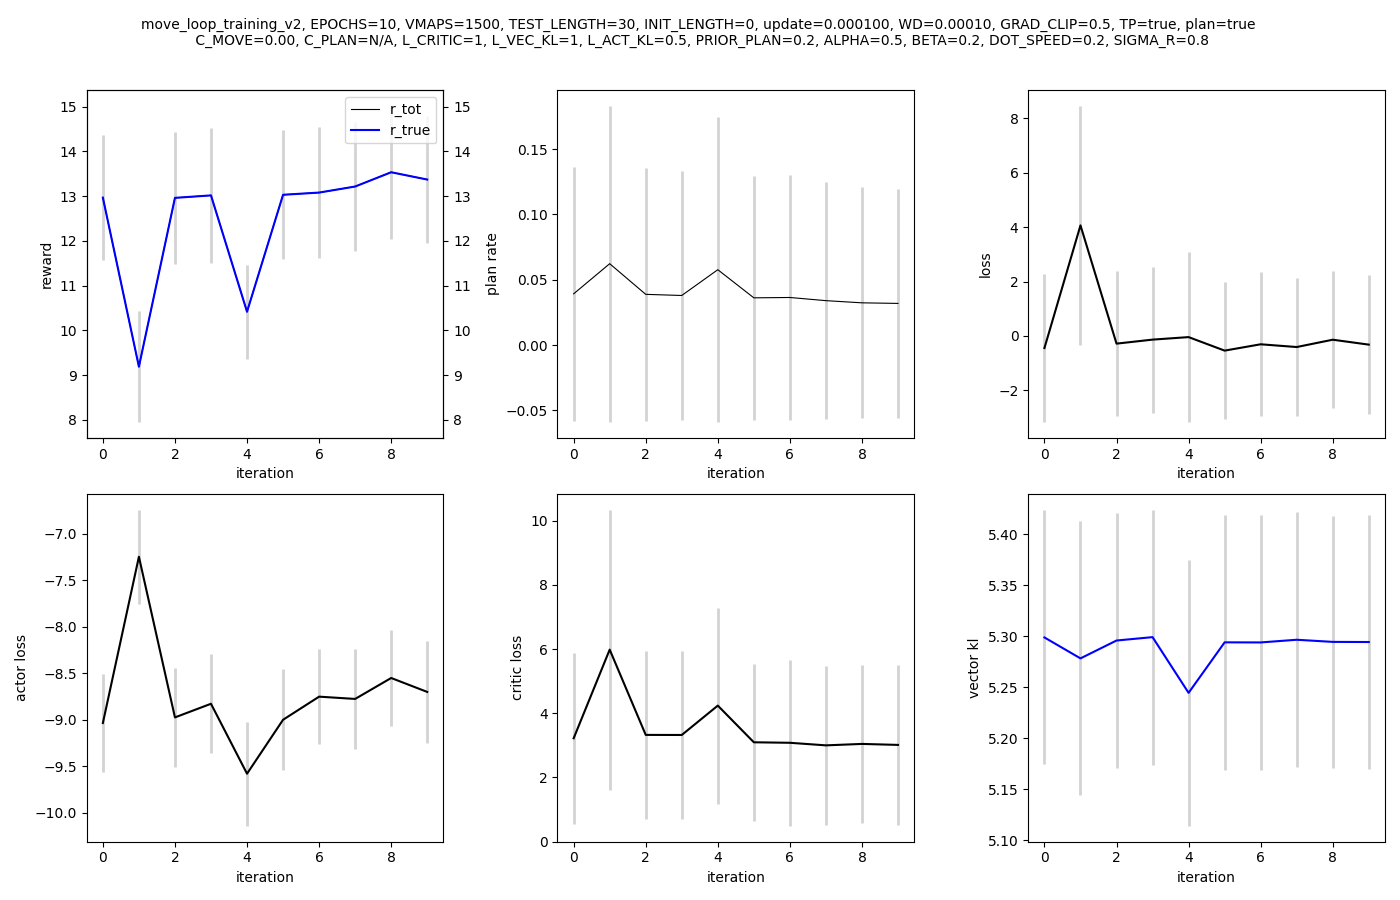 move_loop_training_v2, EPOCHS=10, VMAPS=1500, TEST_LENGTH=30, INIT_LENGTH=0, update=0.000100, WD=0.00010, GRAD_CLIP=0.5, TP=true, plan=true
C_MOVE=0.00, C_PLAN=N/A, L_CRITIC=1, L_VEC_KL=1, L_ACT_KL=0.5, PRIOR_PLAN=0.2, ALPHA=0.5, BETA=0.2, DOT_SPEED=0.2, SIGMA_R=0.8
reward
15
14
13
12
11
10
9
8
r_tot
r_true
15
14
13
12
11
10
9
8
0 2 4 6 8
iteration
plan rate
0.15
0.10
0.05
0.00
−0.05
0 2 4 6 8
iteration
loss
8
6
4
2
0
−2
0 2 4 6 8
iteration
actor loss
−7.0
−7.5
−8.0
−8.5
−9.0
−9.5
−10.0
0 2 4 6 8
iteration
critic loss
10
8
6
4
2
0
0 2 4 6 8
iteration
vector kl
5.40
5.35
5.30
5.25
5.20
5.15
5.10
0 2 4 6 8
iteration